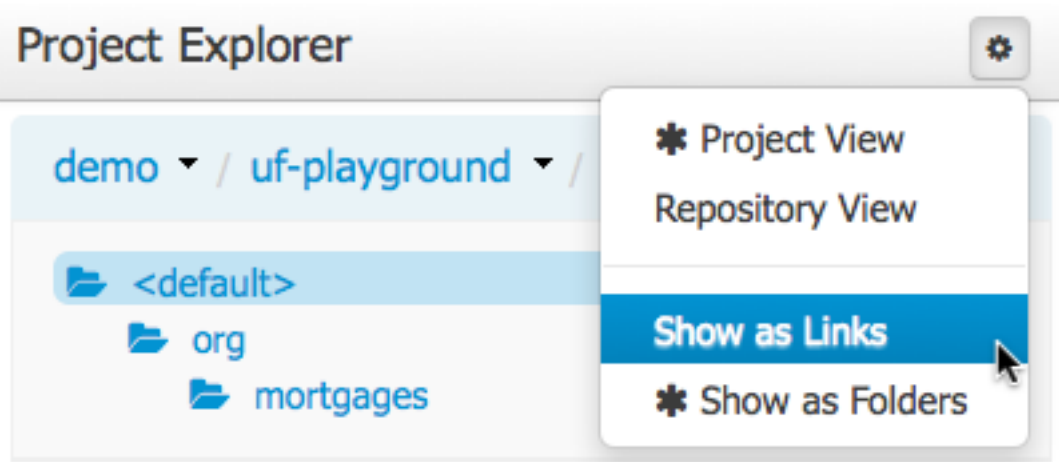 Project Explorer
demo / uf-playground /
<default>
org
mortgages
✱ Project View
Repository View
Show as Links
✱ Show as Folders